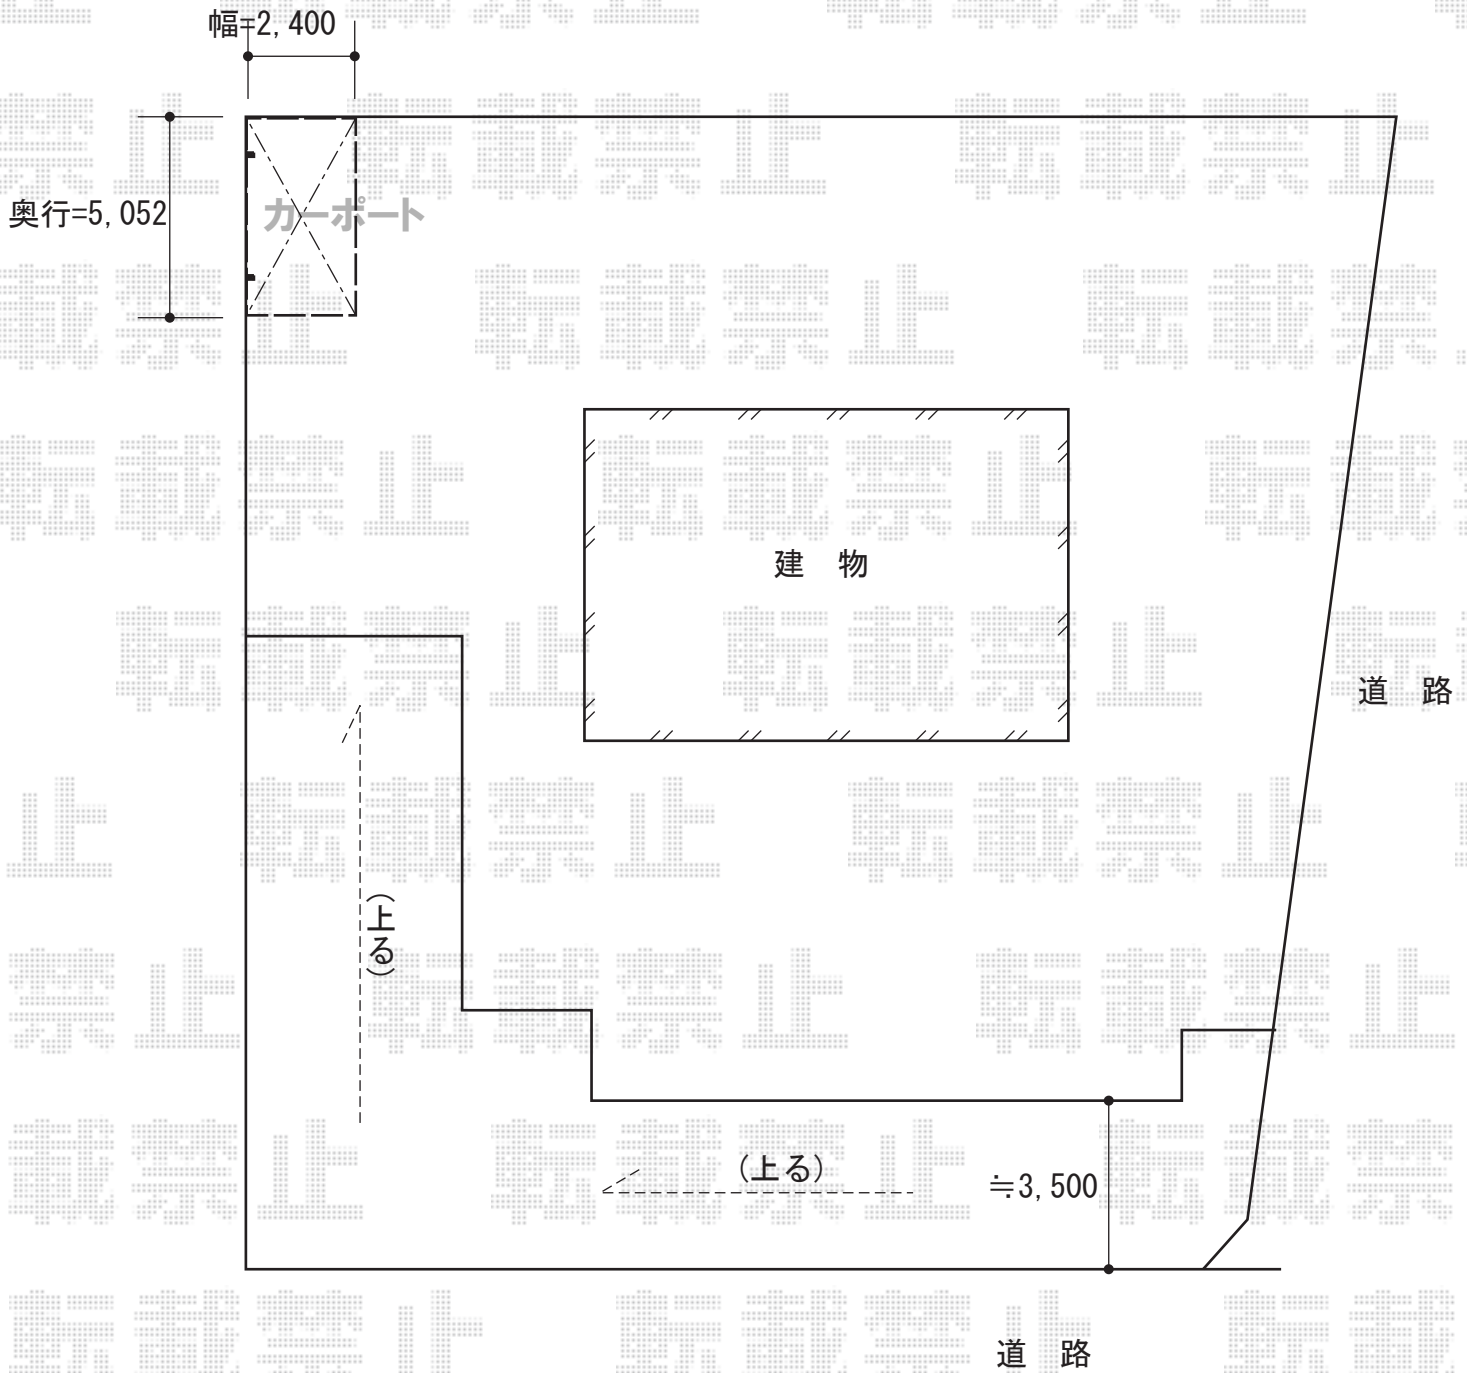 幅=2,400
奥行=5,052
カーポート
建 物
道 路
(上る)
(上る)
≒3,500
道 路
転載禁止